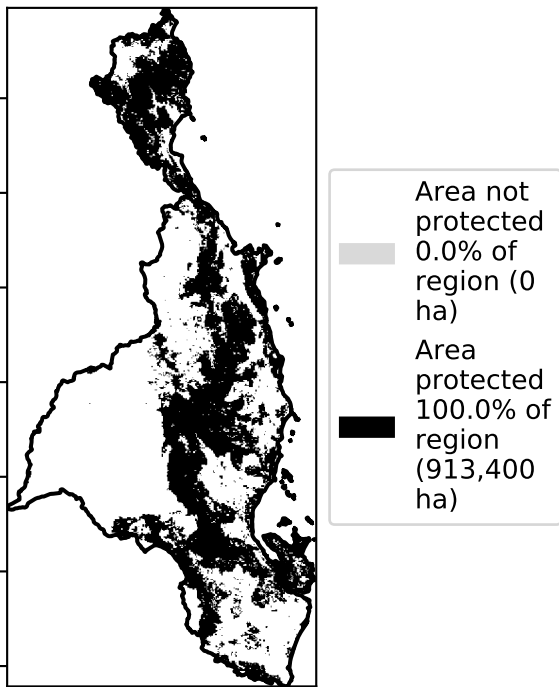 Area not
protected
0.0% of
region (0
ha)
Area
protected
100.0% of
region
(913,400
ha)